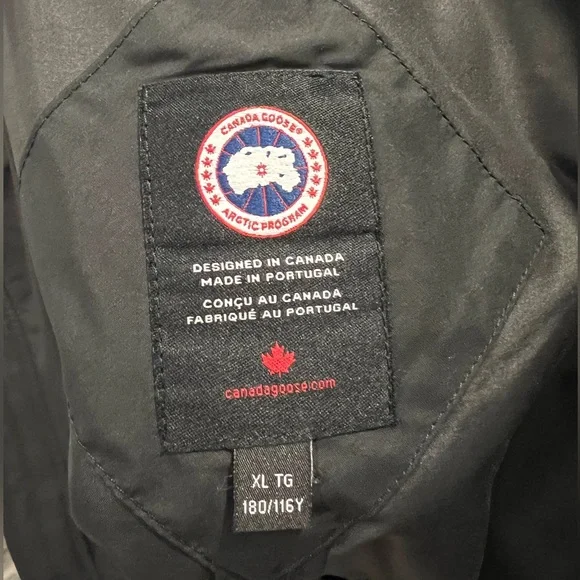 CANADA GOOSE®
ARCTIC PROGRAM
DESIGNED IN CANADA
MADE IN PORTUGAL
CONÇU AU CANADA
FABRIQUÉ AU PORTUGAL
canadagoose.com
XL TG
180/116Y